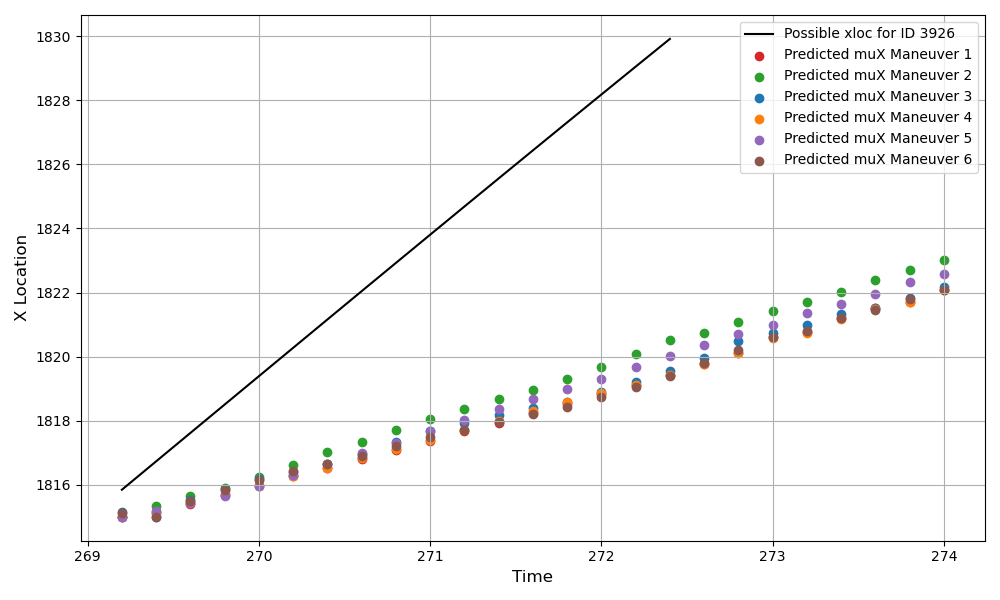 1830
1828
1826
1824
1822
1820
1818
1816
X Location
269
270
271
272
273
274
Time
Possible xloc for ID 3926
Predicted muX Maneuver 1
Predicted muX Maneuver 2
Predicted muX Maneuver 3
Predicted muX Maneuver 4
Predicted muX Maneuver 5
Predicted muX Maneuver 6